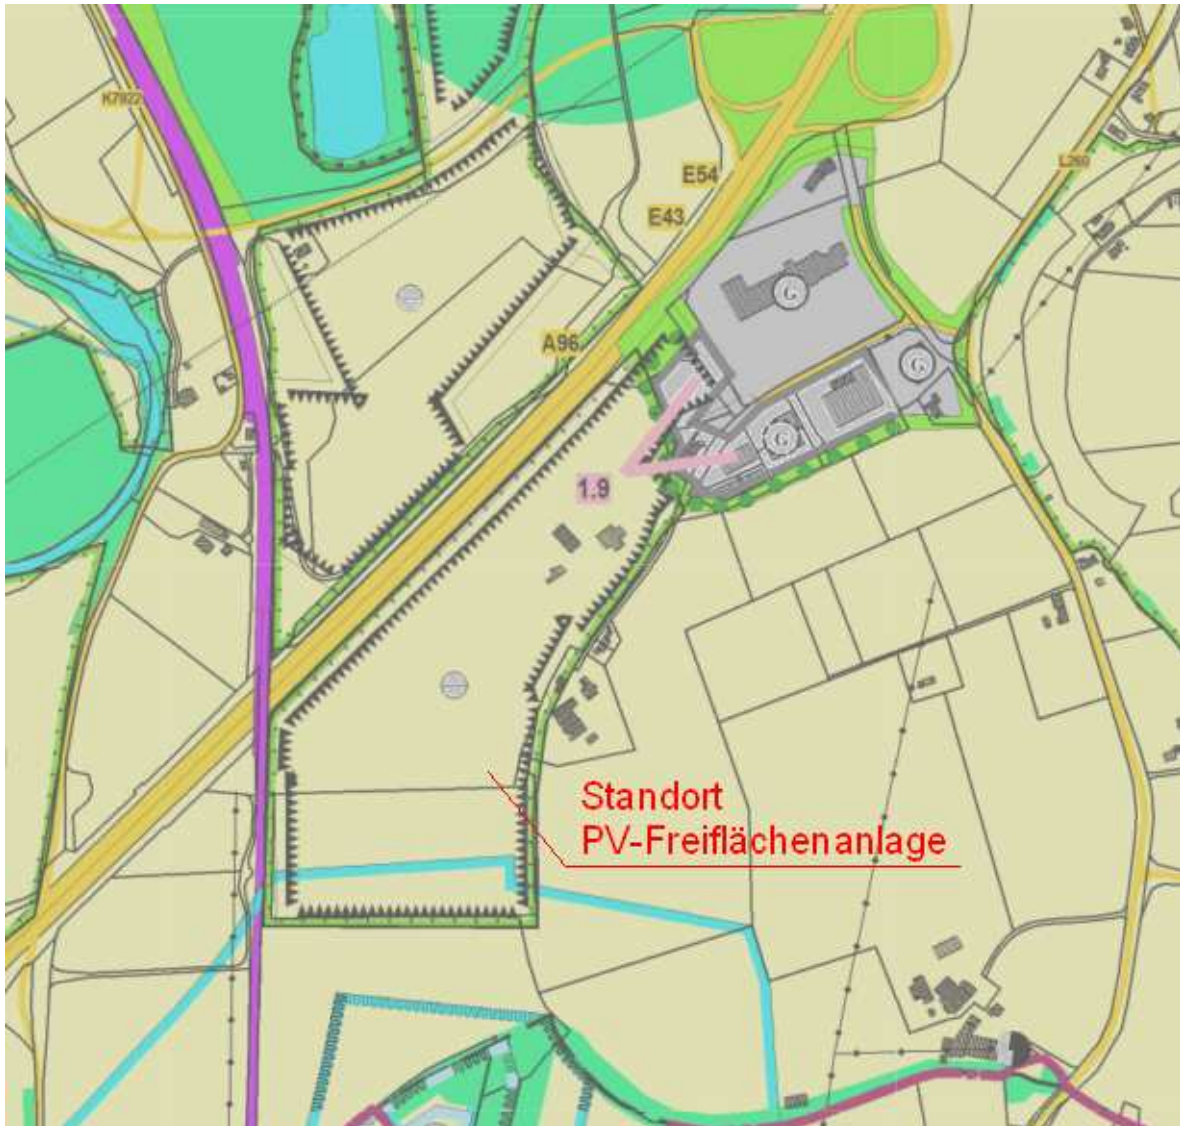 K7922
E54
L260
E43
G
A96
G
G
1.9
Standort
PV-Freiflächenanlage